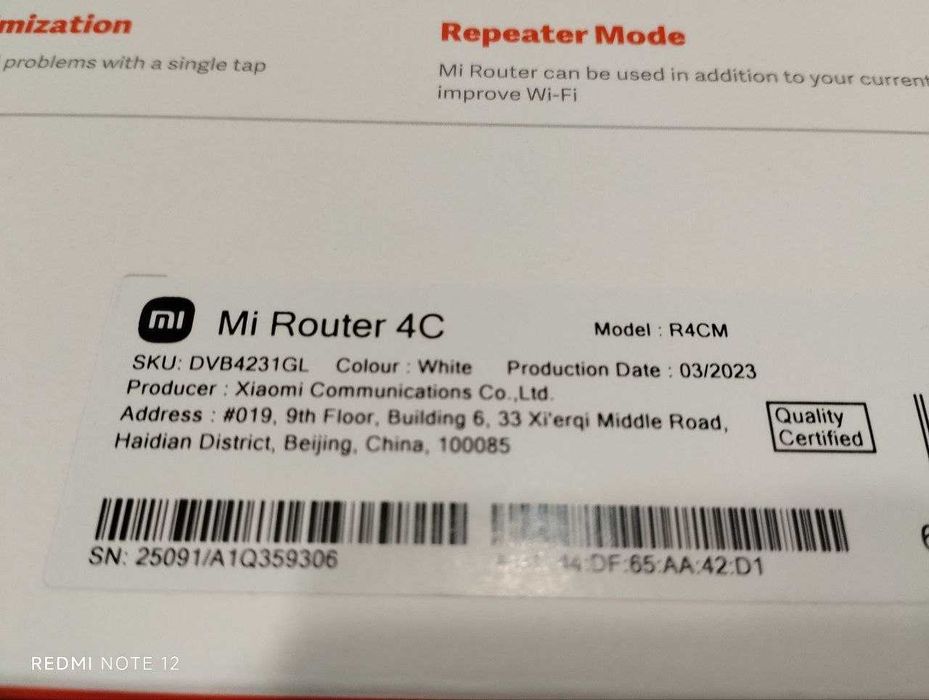 mization
problems with a single tap
Repeater Mode
Mi Router can be used in addition to your current
improve Wi-Fi
mi Mi Router 4C
Model : R4CM
SKU: DVB4231GL Colour : White Production Date : 03/2023
Producer : Xiaomi Communications Co.,Ltd.
Address : #019, 9th Floor, Building 6, 33 Xi'erqi Middle Road,
Haidian District, Beijing, China, 100085
Quality
Certified
SN: 25091/A1Q359306
:DF:65:AA:42:D1
REDMI NOTE 12